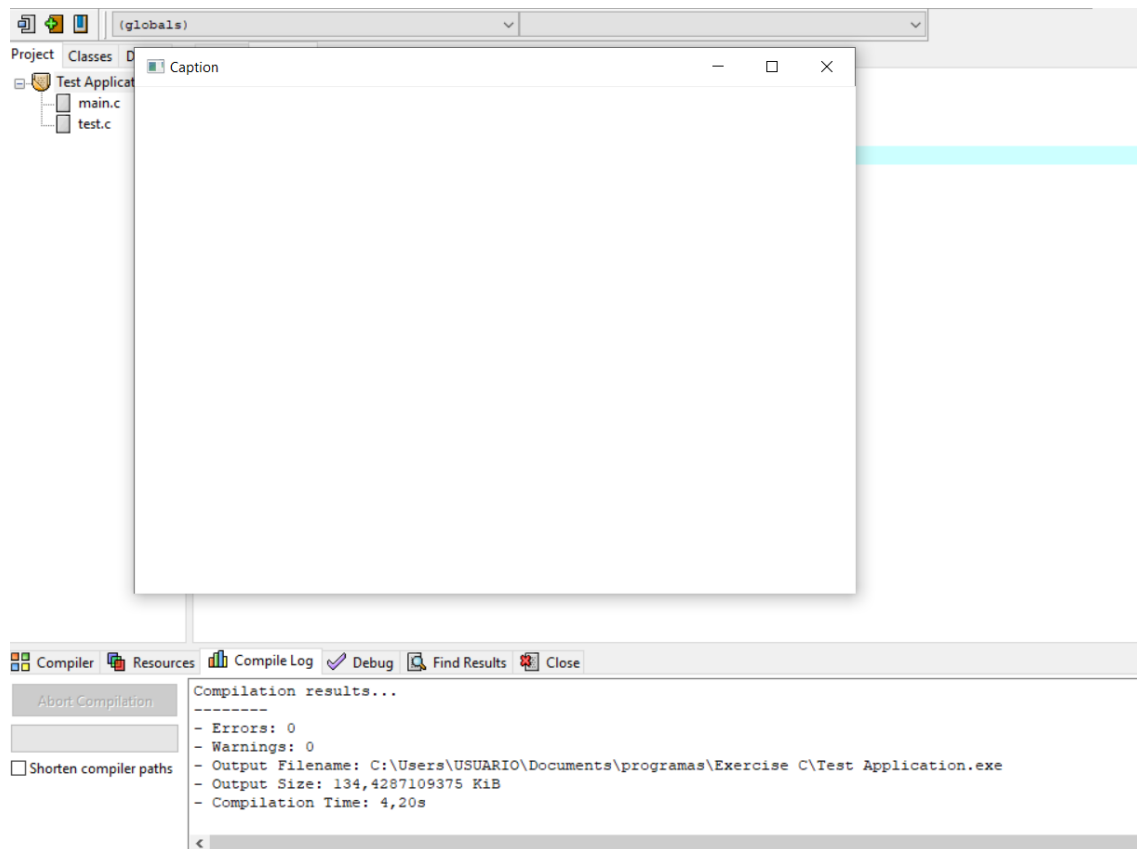 (globals)
Project Classes D
Caption
Test Applicat
main.c
test.c
Compiler Resources Compile Log Debug Find Results Close
Abort Compilation
Shorten compiler paths
Compilation results...
--------
- Errors: 0
- Warnings: 0
- Output Filename: C:\Users\USUARIO\Documents\programas\Exercise C\Test Application.exe
- Output Size: 134,4287109375 KiB
- Compilation Time: 4,20s